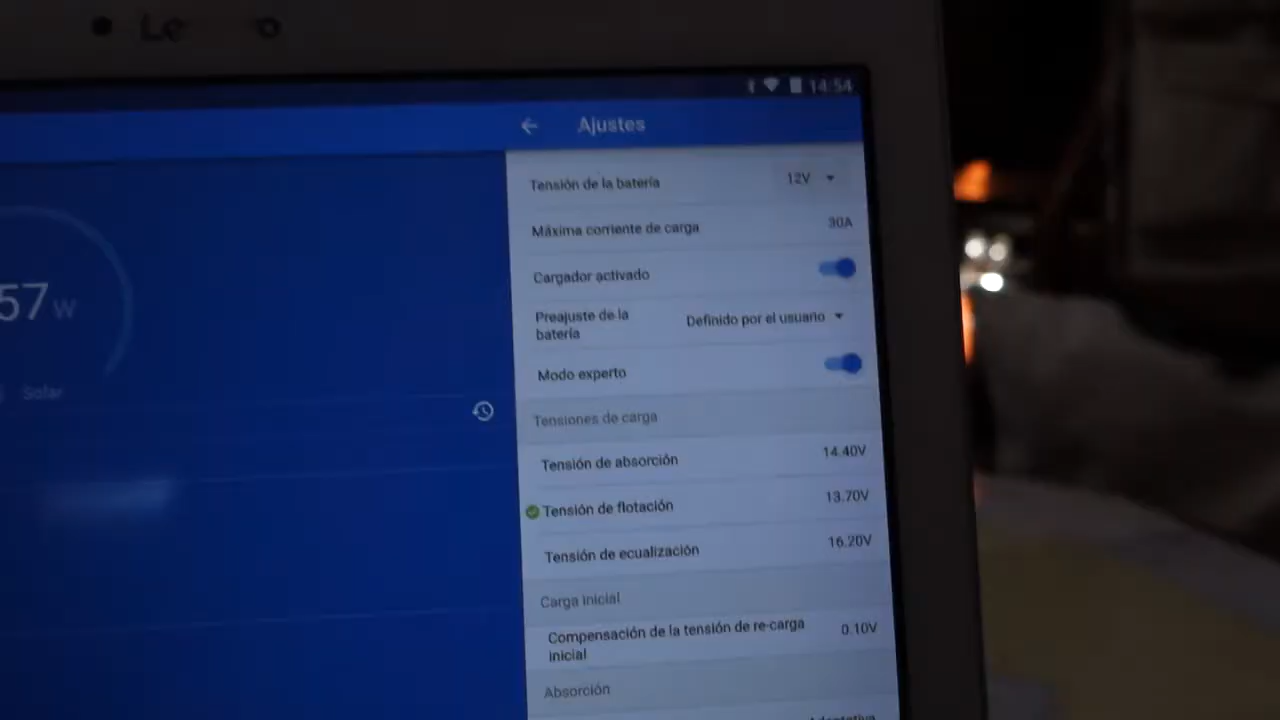 14:54
Ajustes
57 W
Solar
Tensión de la batería 12V
Máxima corriente de carga 30A
Cargador activado
Preajuste de la
batería
Definido por el usuario
Modo experto
Tensiones de carga
Tensión de absorción 14.40V
Tensión de flotación 13.70V
Tensión de ecualización 16.20V
Carga inicial
Compensación de la tensión de re-carga
inicial
0.10V
Absorción
Adaptativa